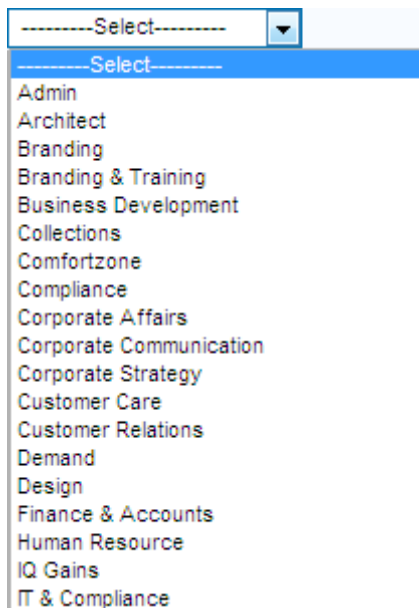 ---------Select---------
---------Select---------
Admin
Architect
Branding
Branding & Training
Business Development
Collections
Comfortzone
Compliance
Corporate Affairs
Corporate Communication
Corporate Strategy
Customer Care
Customer Relations
Demand
Design
Finance & Accounts
Human Resource
IQ Gains
IT & Compliance